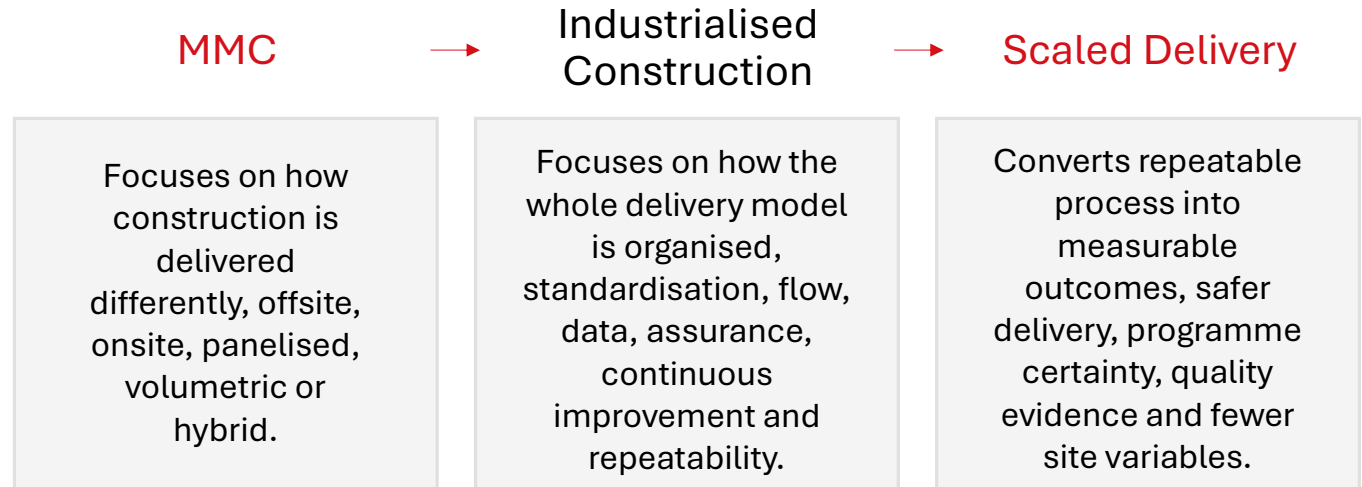 MMC
Industrialised
Construction
Scaled Delivery
Focuses on how
construction is
delivered
differently, offsite,
onsite, panelised,
volumetric or
hybrid.
Focuses on how the
whole delivery model
is organised,
standardisation, flow,
data, assurance,
continuous
improvement and
repeatability.
Converts repeatable
process into
measurable
outcomes, safer
delivery, programme
certainty, quality
evidence and fewer
site variables.